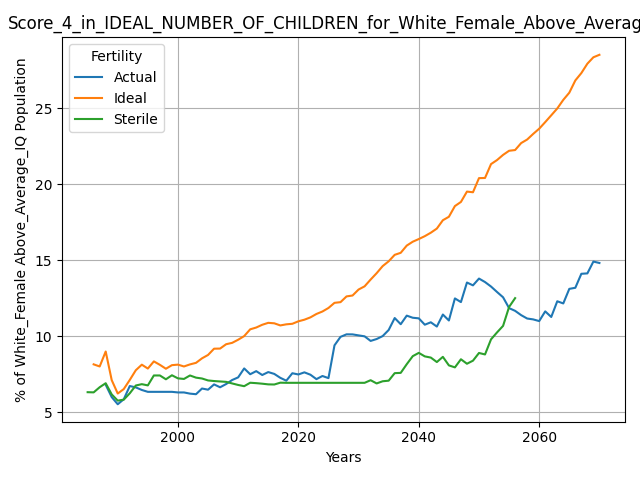 Score_4_in_IDEAL_NUMBER_OF_CHILDREN_for_White_Female_Above_Averag
Fertility
Actual
Ideal
Sterile
% of White_Female Above_Average_IQ Population
25
20
15
10
5
2000 2020 2040 2060
Years